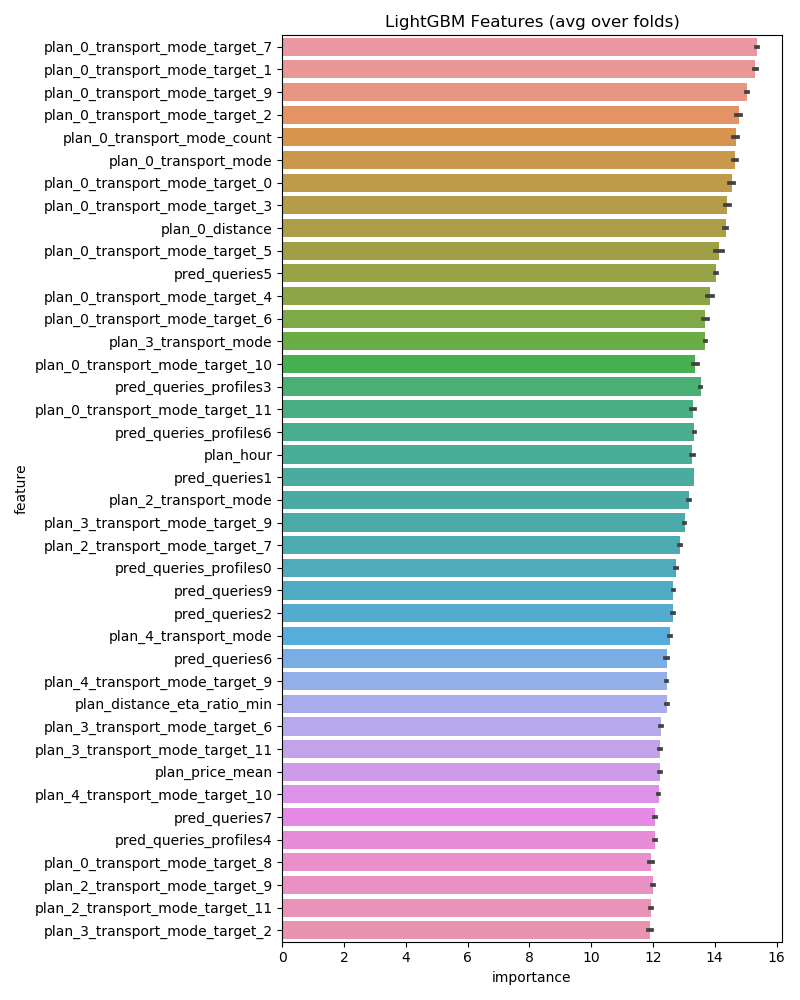 LightGBM Features (avg over folds)
plan_0_transport_mode_target_7
plan_0_transport_mode_target_1
plan_0_transport_mode_target_9
plan_0_transport_mode_target_2
plan_0_transport_mode_count
plan_0_transport_mode
plan_0_transport_mode_target_0
plan_0_transport_mode_target_3
plan_0_distance
plan_0_transport_mode_target_5
pred_queries5
plan_0_transport_mode_target_4
plan_0_transport_mode_target_6
plan_3_transport_mode
plan_0_transport_mode_target_10
pred_queries_profiles3
plan_0_transport_mode_target_11
pred_queries_profiles6
plan_hour
pred_queries1
plan_2_transport_mode
plan_3_transport_mode_target_9
plan_2_transport_mode_target_7
pred_queries_profiles0
pred_queries9
pred_queries2
plan_4_transport_mode
pred_queries6
plan_4_transport_mode_target_9
plan_distance_eta_ratio_min
plan_3_transport_mode_target_6
plan_3_transport_mode_target_11
plan_price_mean
plan_4_transport_mode_target_10
pred_queries7
pred_queries_profiles4
plan_0_transport_mode_target_8
plan_2_transport_mode_target_9
plan_2_transport_mode_target_11
plan_3_transport_mode_target_2
feature
0 2 4 6 8 10 12 14 16
importance